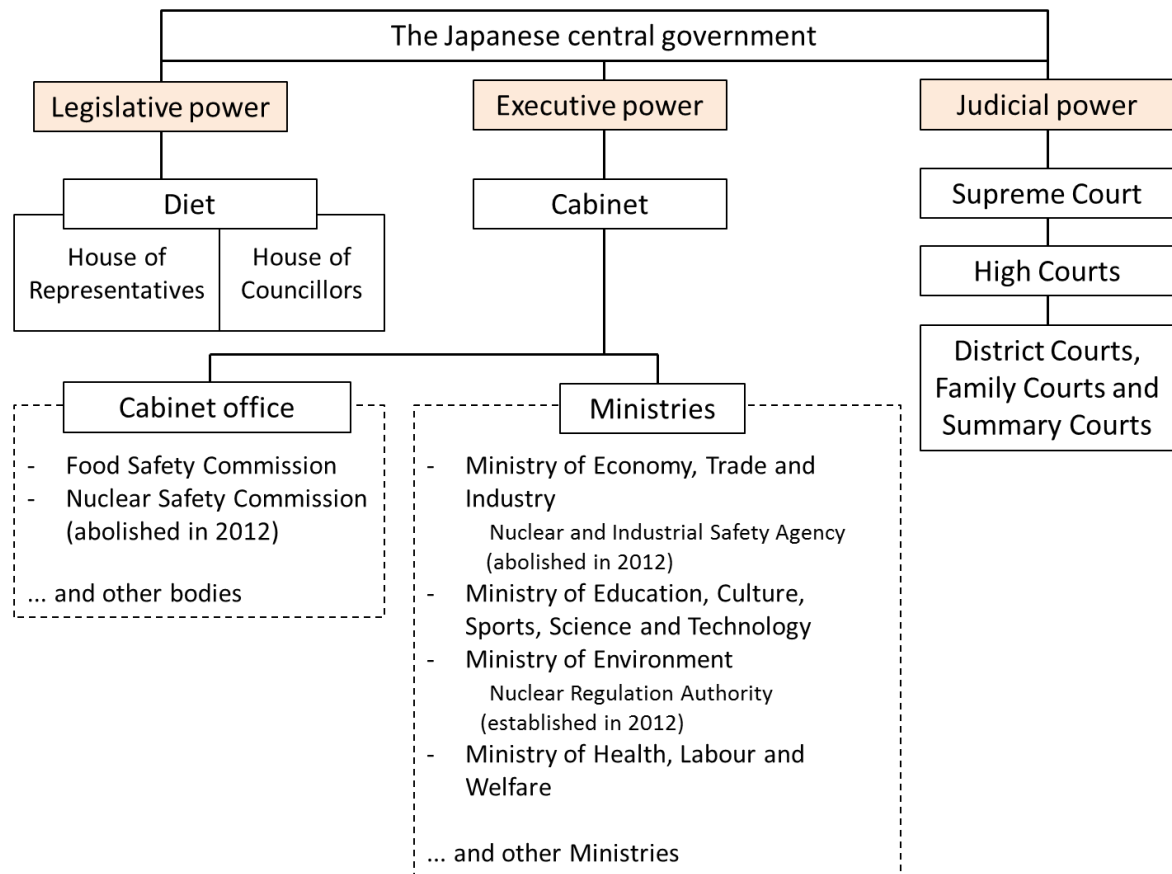 The Japanese central government
Legislative power
Executive power
Judicial power
Diet
House of
Representatives
House of
Councillors
Cabinet
Supreme Court
High Courts
District Courts,
Family Courts and
Summary Courts
Cabinet office
- Food Safety Commission
- Nuclear Safety Commission
(abolished in 2012)
... and other bodies
Ministries
- Ministry of Economy, Trade and
Industry
Nuclear and Industrial Safety Agency
(abolished in 2012)
- Ministry of Education, Culture,
Sports, Science and Technology
- Ministry of Environment
Nuclear Regulation Authority
(established in 2012)
- Ministry of Health, Labour and
Welfare
... and other Ministries